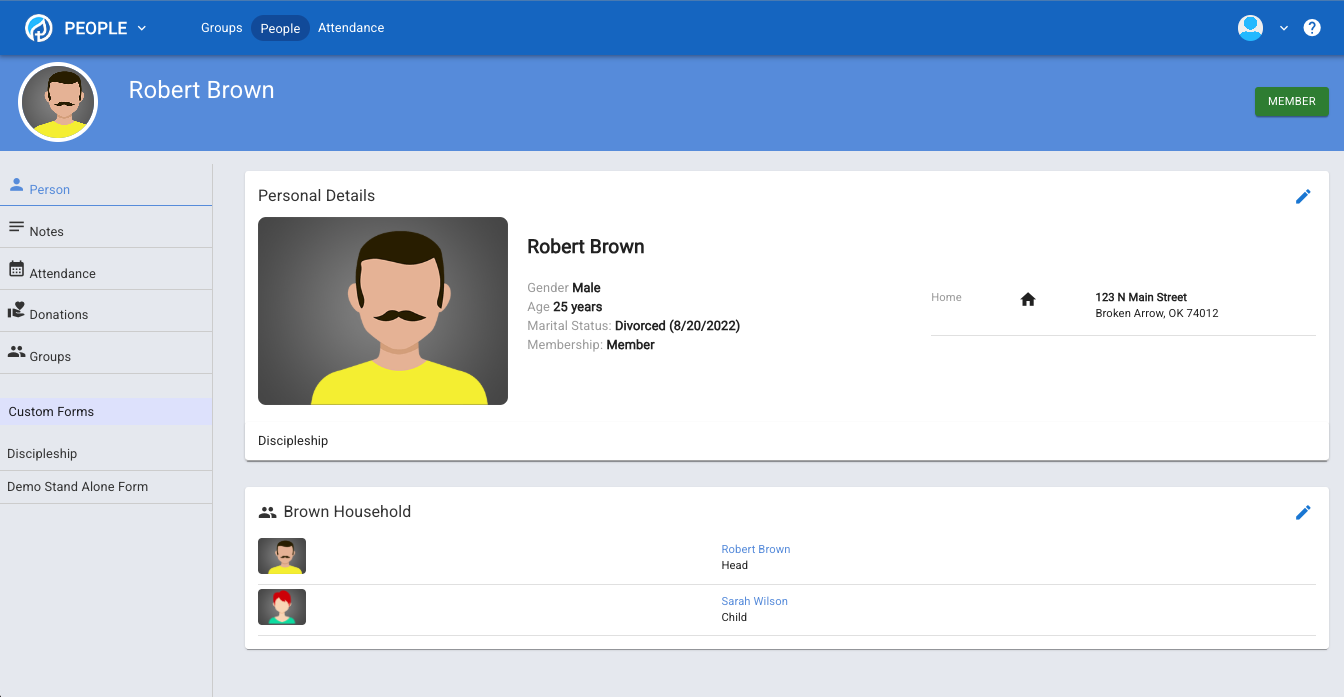 PEOPLE
Groups People Attendance
Robert Brown
MEMBER
Person
Notes
Attendance
Donations
Groups
Custom Forms
Discipleship
Demo Stand Alone Form
Personal Details
Robert Brown
Gender Male
Age 25 years
Marital Status: Divorced (8/20/2022)
Membership: Member
Home
123 N Main Street
Broken Arrow, OK 74012
Discipleship
Brown Household
Robert Brown
Head
Sarah Wilson
Child